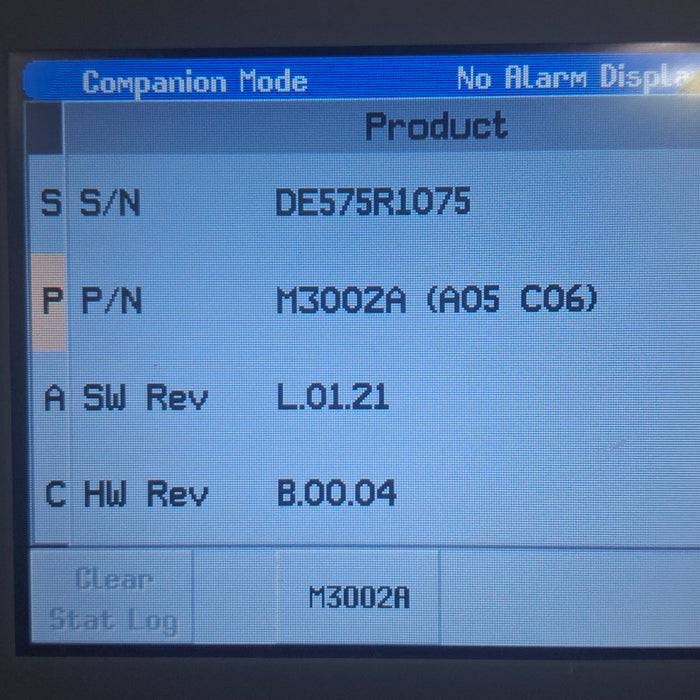 Companion Mode No Alarm Displa
Product
S S/N DE575R1075
P P/N M3002A (A05 C06)
A SW Rev L.01.21
C HW Rev B.00.04
Clear
Stat Log
M3002A